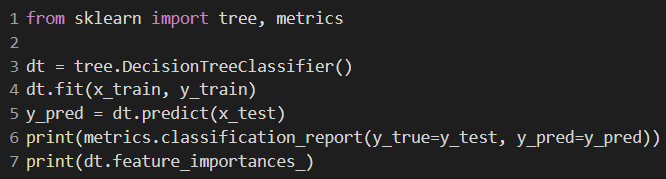 1 from sklearn import tree, metrics
2
3 dt = tree.DecisionTreeClassifier()
4 dt.fit(x_train, y_train)
5 y_pred = dt.predict(x_test)
6 print(metrics.classification_report(y_true=y_test, y_pred=y_pred))
7 print(dt.feature_importances_)